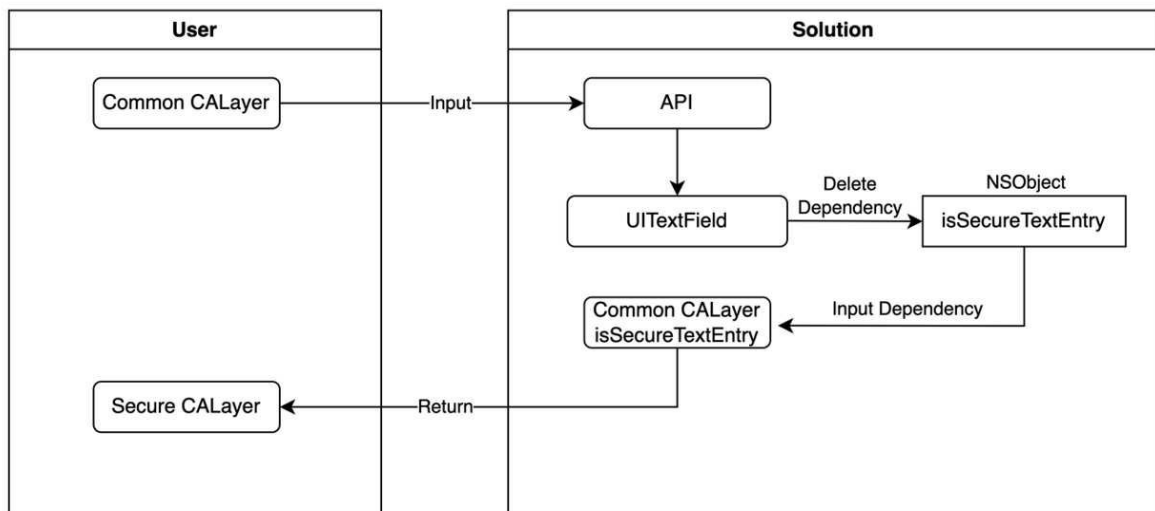 User
Solution
Common CALayer
Input
API
Delete
Dependency
NSObject
UITextField
isSecureTextEntry
Common CALayer
isSecureTextEntry
Input Dependency
Secure CALayer
Return